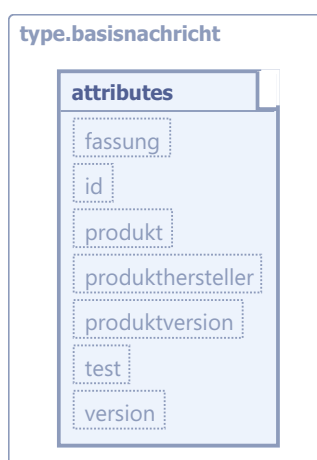 type.basisnachricht
attributes
fassung
id
produkt
produkthersteller
produktversion
test
version